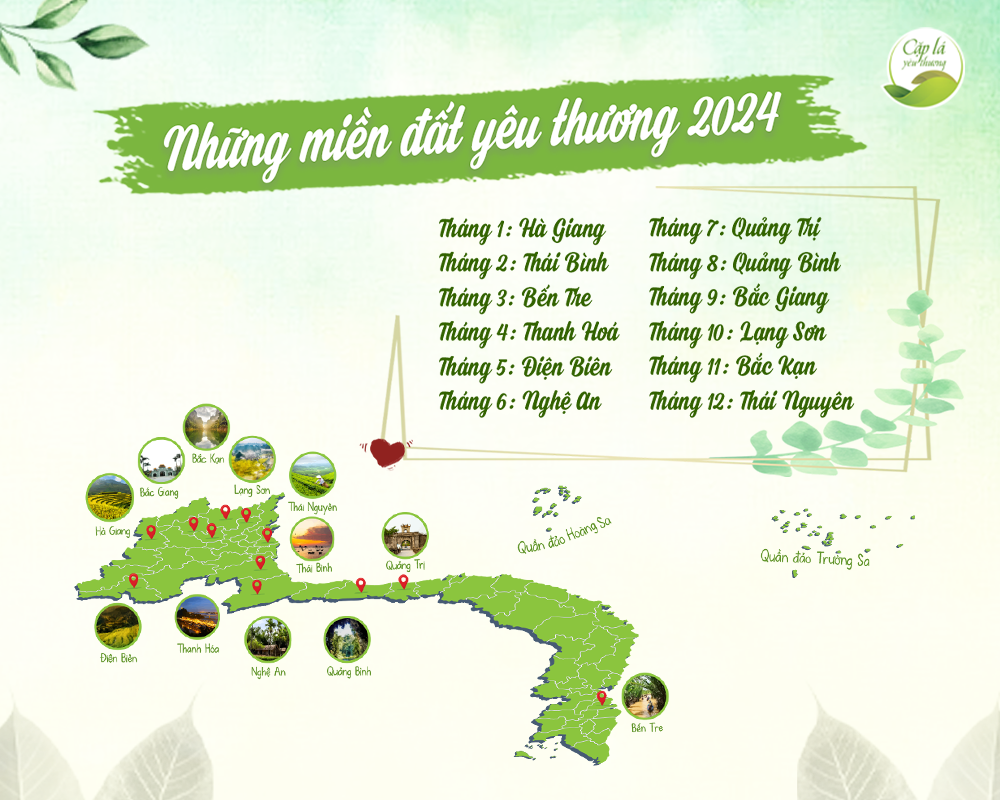 Cặp lá
yêu thương
Những miền đất yêu thương 2024
Tháng 1: Hà Giang
Tháng 2: Thái Bình
Tháng 3: Bến Tre
Tháng 4: Thanh Hoá
Tháng 5: Điện Biên
Tháng 6: Nghệ An
Tháng 7: Quảng Trị
Tháng 8: Quảng Bình
Tháng 9: Bắc Giang
Tháng 10: Lạng Sơn
Tháng 11: Bắc Kạn
Tháng 12: Thái Nguyên
Bắc Kạn
Bắc Gang
Lạng Sơn
Thái Nguyên
Hà Giang
Thái Bình
Quảng Trị
Quần đảo Hoàng Sa
Quần đảo Trường Sa
Điện Biên
Thanh Hóa
Nghệ An
Quảng Bình
Bến Tre